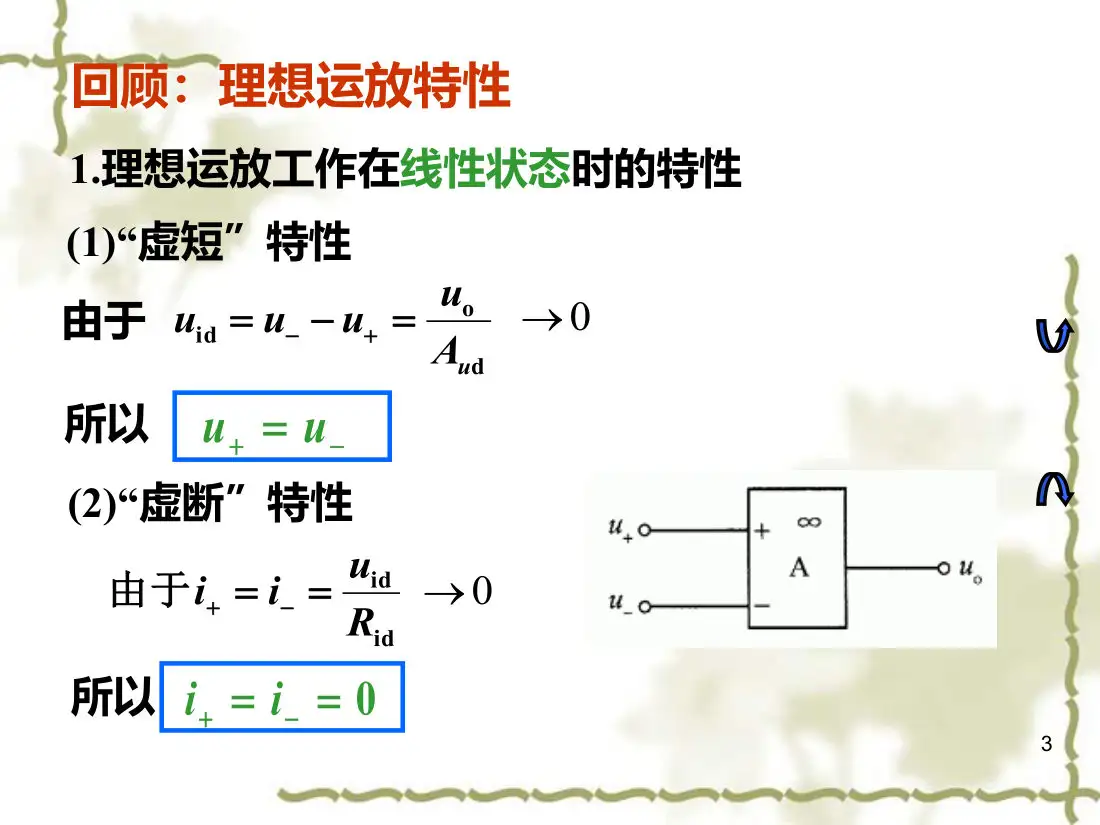 回顾：理想运放特性
1.理想运放工作在线性状态时的特性
(1)“虚短”特性
由于 u_id = u_- − u_+ = u_o / A_ud → 0
所以 u_+ = u_-
(2)“虚断”特性
由于 i_+ = i_- = u_id / R_id → 0
所以 i_+ = i_- = 0
u_+ + ∞
A
u_o
u_- −
3